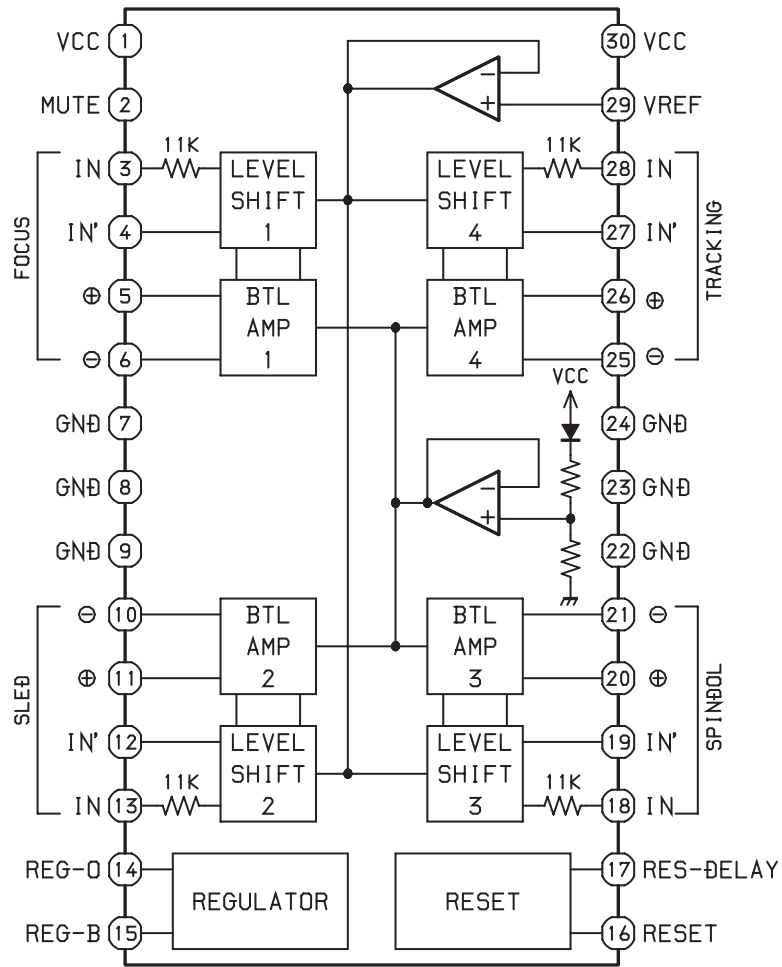 VCC 1
30 VCC
MUTE 2
29 VREF
FOCUS
IN 3
11K
LEVEL
SHIFT
1
LEVEL
SHIFT
4
11K
28 IN
TRACKING
IN' 4
27 IN'
⊕ 5
BTL
AMP
1
BTL
AMP
4
26 ⊕
⊖ 6
25 ⊖
− +
GND 7
VCC
24 GND
GND 8
− +
23 GND
GND 9
22 GND
SLED
⊖ 10
BTL
AMP
2
BTL
AMP
3
21 ⊖
SPINDOL
⊕ 11
20 ⊕
IN' 12
LEVEL
SHIFT
2
LEVEL
SHIFT
3
19 IN'
IN 13
11K
11K
18 IN
REG-O 14
REGULATOR
RESET
17 RES-DELAY
REG-B 15
16 RESET